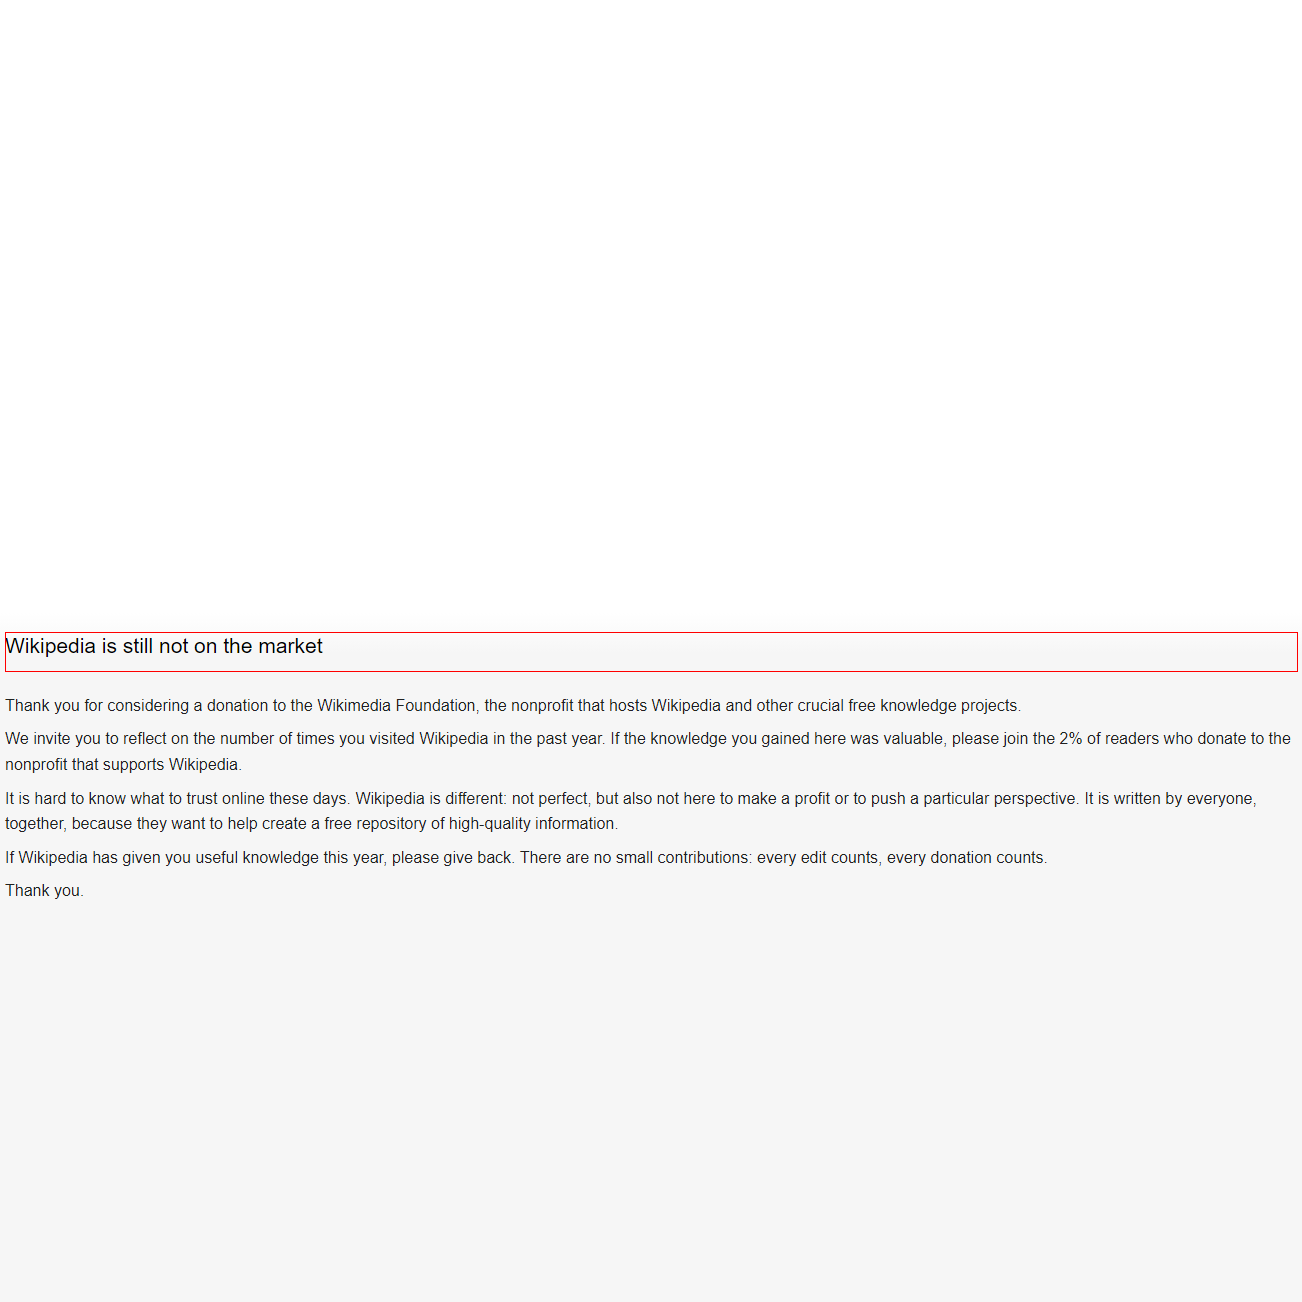 Wikipedia is still not on the market
Thank you for considering a donation to the Wikimedia Foundation, the nonprofit that hosts Wikipedia and other crucial free knowledge projects.
We invite you to reflect on the number of times you visited Wikipedia in the past year. If the knowledge you gained here was valuable, please join the 2% of readers who donate to the
nonprofit that supports Wikipedia.
It is hard to know what to trust online these days. Wikipedia is different: not perfect, but also not here to make a profit or to push a particular perspective. It is written by everyone,
together, because they want to help create a free repository of high-quality information.
If Wikipedia has given you useful knowledge this year, please give back. There are no small contributions: every edit counts, every donation counts.
Thank you.